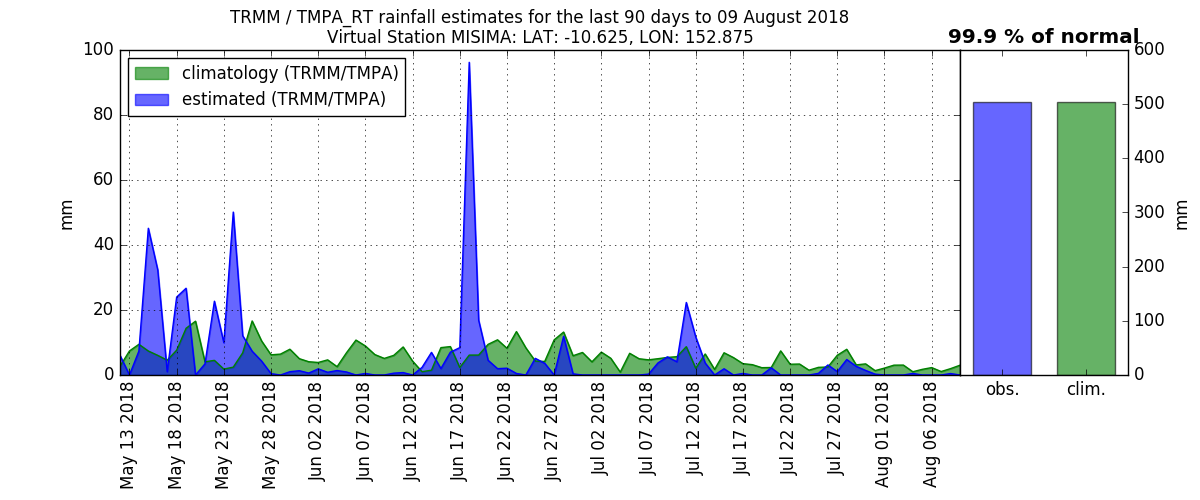 TRMM / TMPA_RT rainfall estimates for the last 90 days to 09 August 2018
Virtual Station MISIMA: LAT: -10.625, LON: 152.875
99.9 % of normal
climatology (TRMM/TMPA)
estimated (TRMM/TMPA)
mm
100
80
60
40
20
0
May 13 2018
May 18 2018
May 23 2018
May 28 2018
Jun 02 2018
Jun 07 2018
Jun 12 2018
Jun 17 2018
Jun 22 2018
Jun 27 2018
Jul 02 2018
Jul 07 2018
Jul 12 2018
Jul 17 2018
Jul 22 2018
Jul 27 2018
Aug 01 2018
Aug 06 2018
obs.
clim.
600
500
400
300
200
100
0
mm